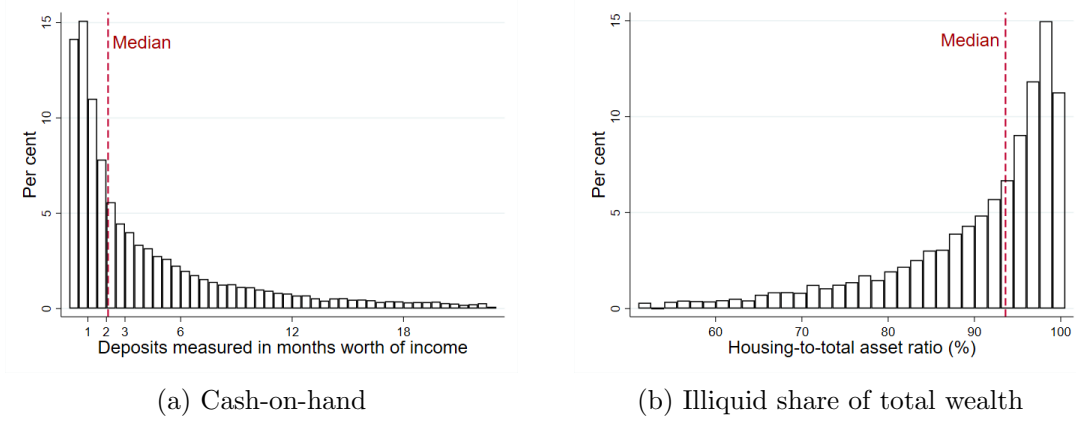 15
10
5
0
Per cent
Median
1 2 3 6 12 18
Deposits measured in months worth of income
(a) Cash-on-hand
15
10
5
0
Per cent
Median
60 70 80 90 100
Housing-to-total asset ratio (%)
(b) Illiquid share of total wealth